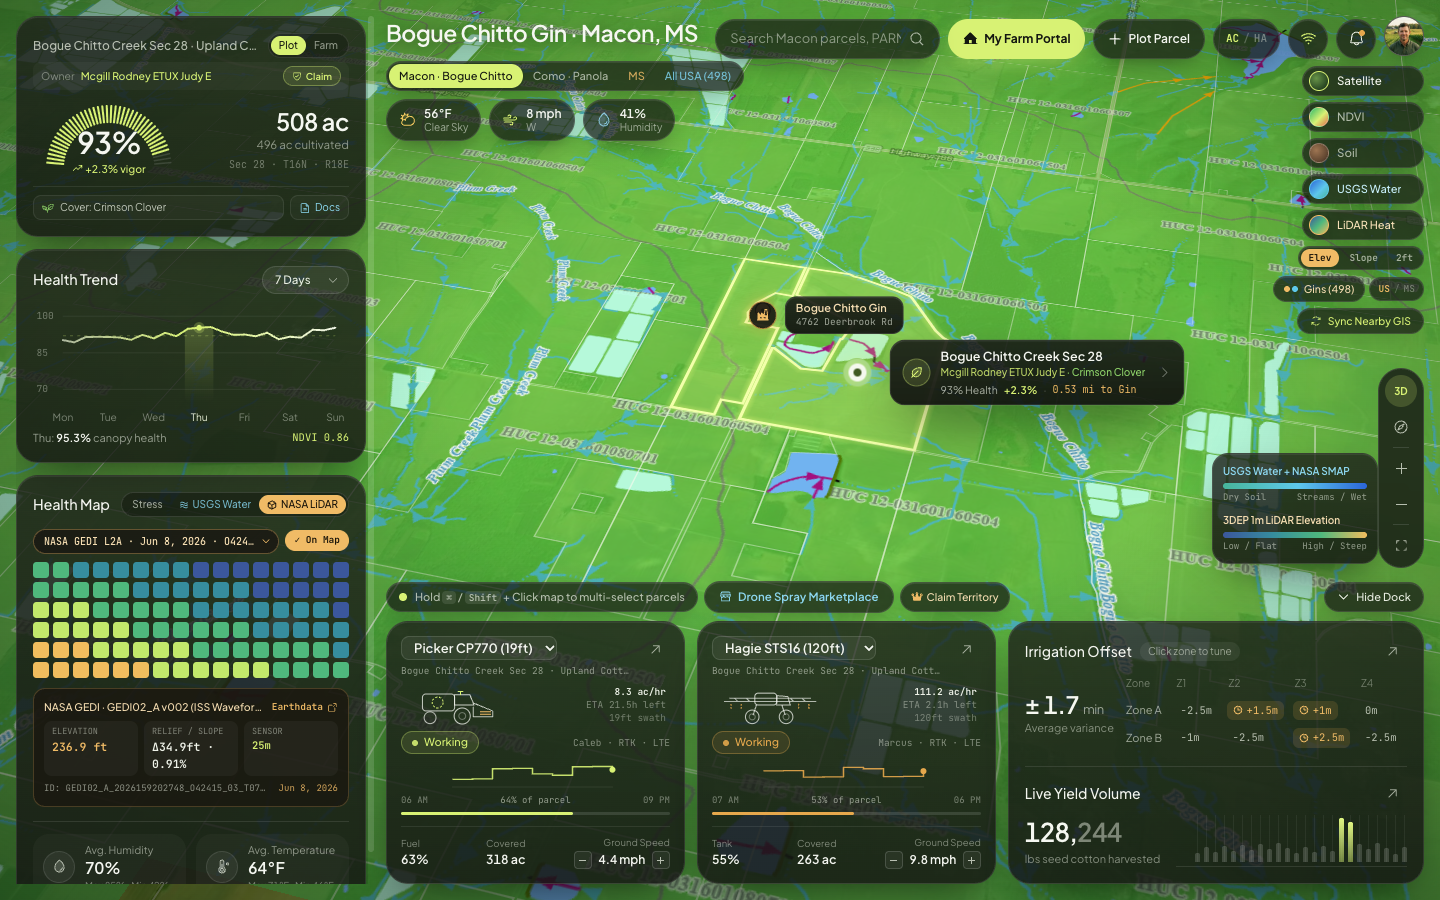 Bogue Chitto Creek Sec 28 · Upland C...
Plot
Farm
Owner Mcgill Rodney ETUX Judy E
Claim
93%
+2.3% vigor
508 ac
496 ac cultivated
Sec 28 · T16N · R18E
Cover: Crimson Clover
Docs
Health Trend
7 Days
100
85
70
Mon Tue Wed Thu Fri Sat Sun
Thu: 95.3% canopy health
NDVI 0.86
Health Map
Stress
USGS Water
NASA LiDAR
NASA GEDI L2A · Jun 8, 2026 · O424...
✓ On Map
NASA GEDI · GEDI02_A v002 (ISS Wavefor...
Earthdata
ELEVATION
236.9 ft
RELIEF / SLOPE
Δ34.9ft ·
0.91%
SENSOR
25m
ID: GEDI02_A_2026159202748_O42415_03_T07...
Jun 8, 2026
Avg. Humidity
70%
Avg. Temperature
64°F
Bogue Chitto Gin · Macon, MS
Search Macon parcels, PARN
My Farm Portal
+ Plot Parcel
AC / HA
Macon · Bogue Chitto
Como · Panola
MS
All USA (498)
56°F
Clear Sky
8 mph
W
41%
Humidity
Satellite
NDVI
Soil
USGS Water
LiDAR Heat
Elev
Slope
2ft
Gins (498)
US / MS
Sync Nearby GIS
HUC 12-031601060504
HUC 12-031601080701
Plum Creek
Bogue Chitto
Bogue Chitto Gin
4762 Deerbrook Rd
Bogue Chitto Creek Sec 28
Mcgill Rodney ETUX Judy E · Crimson Clover
93% Health +2.3% · 0.53 mi to Gin
3D
USGS Water + NASA SMAP
Dry Soil
Streams / Wet
3DEP 1m LiDAR Elevation
Low / Flat
High / Steep
Hold ⌘ / Shift + Click map to multi-select parcels
Drone Spray Marketplace
Claim Territory
Hide Dock
Picker CP770 (19ft)
Bogue Chitto Creek Sec 28 · Upland Cott...
8.3 ac/hr
ETA 21.5h left
19ft swath
Working
Caleb · RTK · LTE
06 AM
64% of parcel
09 PM
Fuel
63%
Covered
318 ac
Ground Speed
4.4 mph
Hagie STS16 (120ft)
Bogue Chitto Creek Sec 28 · Upland Cott...
111.2 ac/hr
ETA 2.1h left
120ft swath
Working
Marcus · RTK · LTE
07 AM
53% of parcel
06 PM
Tank
55%
Covered
263 ac
Ground Speed
9.8 mph
Irrigation Offset
Click zone to tune
± 1.7 min
Average variance
Zone Z1 Z2 Z3 Z4
Zone A -2.5m +1.5m +1m 0m
Zone B -1m -2.5m +2.5m -2.5m
Live Yield Volume
128,244
lbs seed cotton harvested